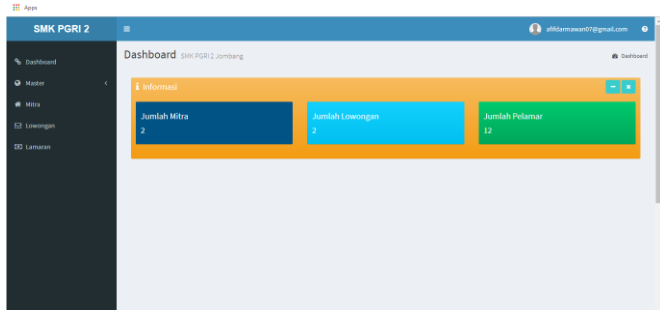 Apps
SMK PGRI 2
afifdarmawan07@gmail.com
Dashboard SMK PGRI 2 Jombang
Dashboard
Dashboard
Master
Mitra
Lowongan
Lamaran
Informasi
Jumlah Mitra
2
Jumlah Lowongan
2
Jumlah Pelamar
12